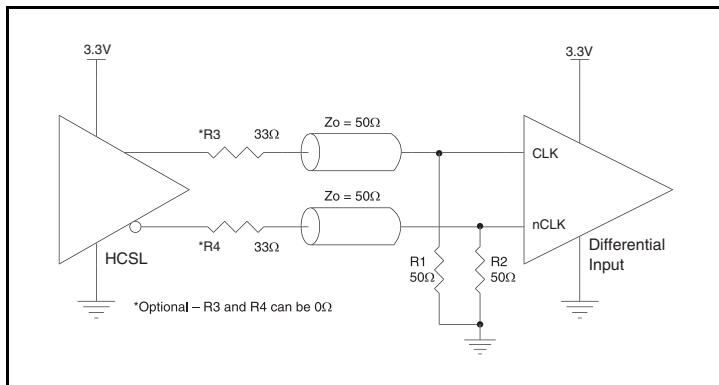 3.3V
3.3V
*R3 33Ω
Zo = 50Ω
CLK
Zo = 50Ω
*R4 33Ω
nCLK
HCSL
R1
50Ω
R2
50Ω
Differential
Input
*Optional – R3 and R4 can be 0Ω